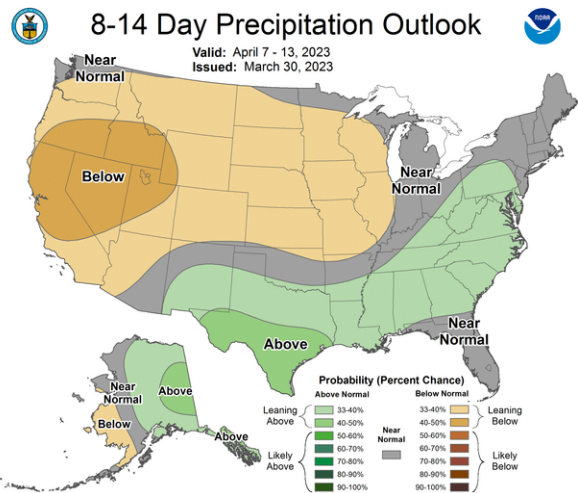 8-14 Day Precipitation Outlook
Valid: April 7 - 13, 2023
Issued: March 30, 2023
NOAA
Near
Normal
Below
Near
Normal
Near
Normal
Above
Near
Normal
Above
Below
Above
Probability (Percent Chance)
Above Normal
Below Normal
Leaning
Above
33-40%
40-50%
Likely
Above
50-60%
60-70%
70-80%
80-90%
90-100%
Near
Normal
33-40%
40-50%
50-60%
60-70%
70-80%
80-90%
90-100%
Leaning
Below
Likely
Below